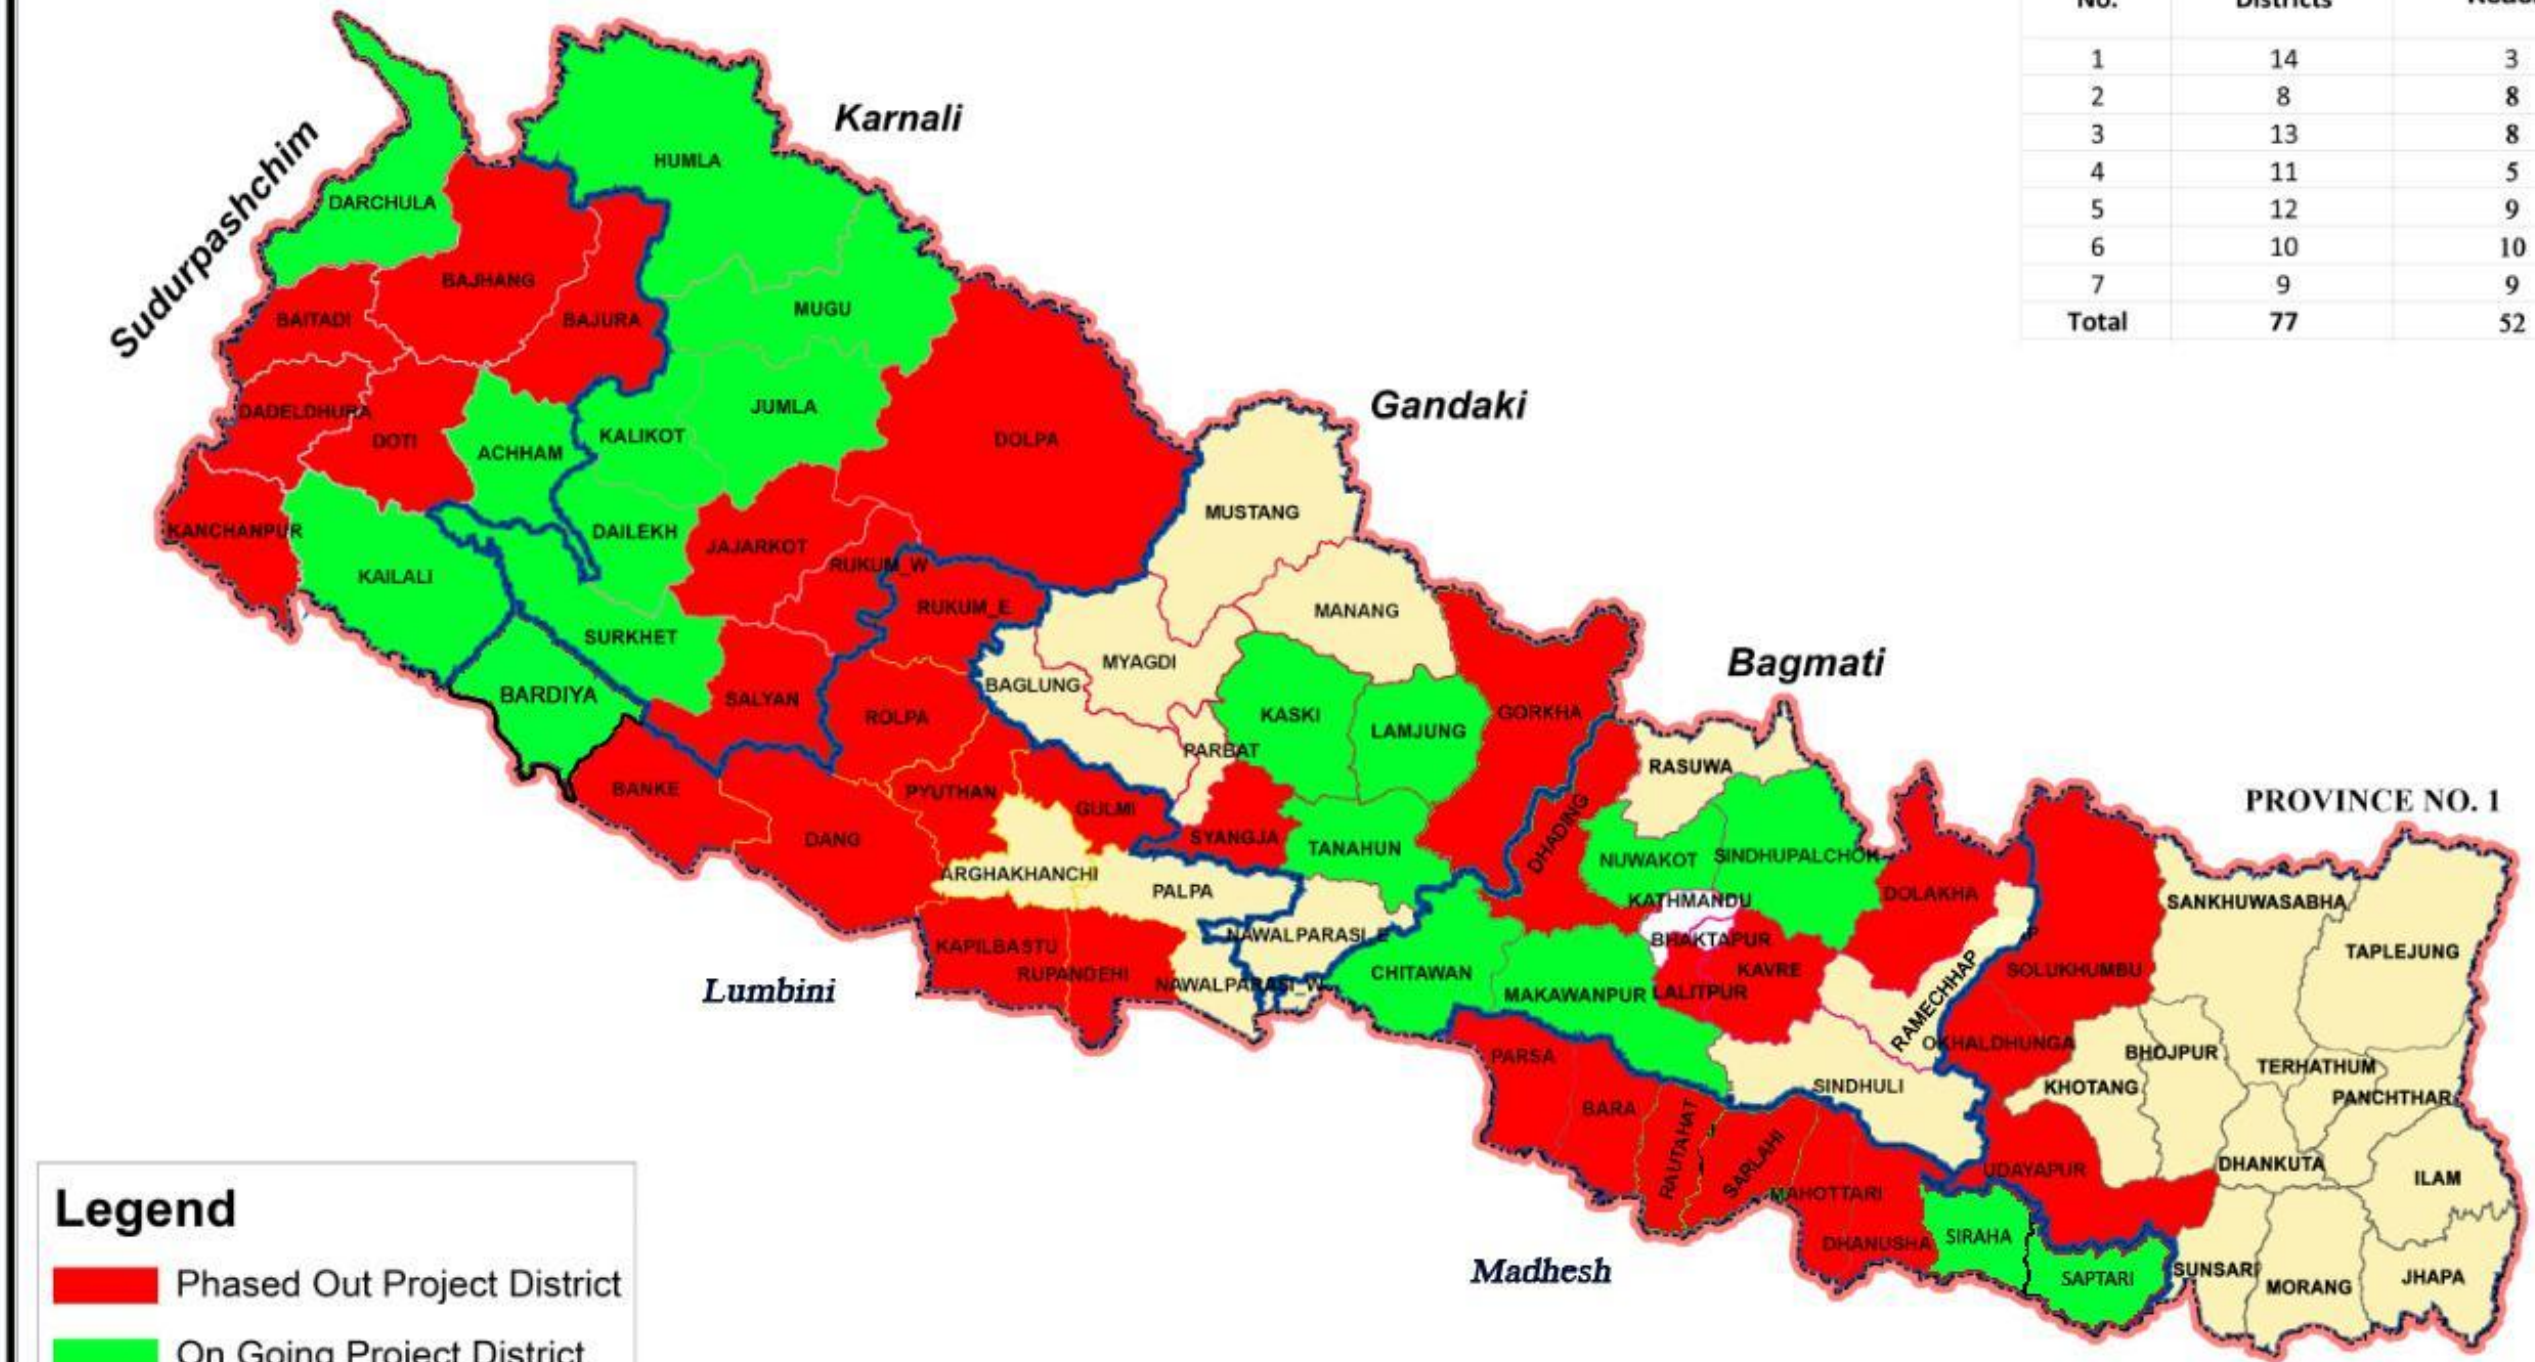 No. Districts
1 14 3
2 8 8
3 13 8
4 11 5
5 12 9
6 10 10
7 9 9
Total 77 52
Sudurpashchim
Karnali
Gandaki
Bagmati
PROVINCE NO. 1
Lumbini
Madhesh
DARCHULA
HUMLA
BAJHANG
BAITADI
BAJURA
MUGU
DADELDHURA
DOTI
ACHHAM
KALIKOT
JUMLA
DOLPA
KANCHANPUR
KAILALI
DAILEKH
JAJARKOT
RUKUM_W
RUKUM_E
SURKHET
BARDIYA
SALYAN
ROLPA
BANKE
DANG
PYUTHAN
GULMI
ARGHAKHANCHI
PALPA
KAPILBASTU
RUPANDEHI
NAWALPARASI_W
NAWALPARASI_E
MUSTANG
MANANG
MYAGDI
BAGLUNG
PARBAT
KASKI
LAMJUNG
GORKHA
SYANGJA
TANAHUN
DHADING
RASUWA
NUWAKOT
SINDHUPALCHOK
KATHMANDU
BHAKTAPUR
LALITPUR
KAVRE
DOLAKHA
RAMECHHAP
P
CHITAWAN
MAKAWANPUR
SINDHULI
PARSA
BARA
RAUTAHAT
SARLAHI
MAHOTTARI
DHANUSHA
SIRAHA
SAPTARI
SOLUKHUMBU
OKHALDHUNGA
KHOTANG
UDAYAPUR
BHOJPUR
SANKHUWASABHA
TAPLEJUNG
TERHATHUM
PANCHTHAR
DHANKUTA
ILAM
SUNSARI
MORANG
JHAPA
Legend
Phased Out Project District
On Going Project District